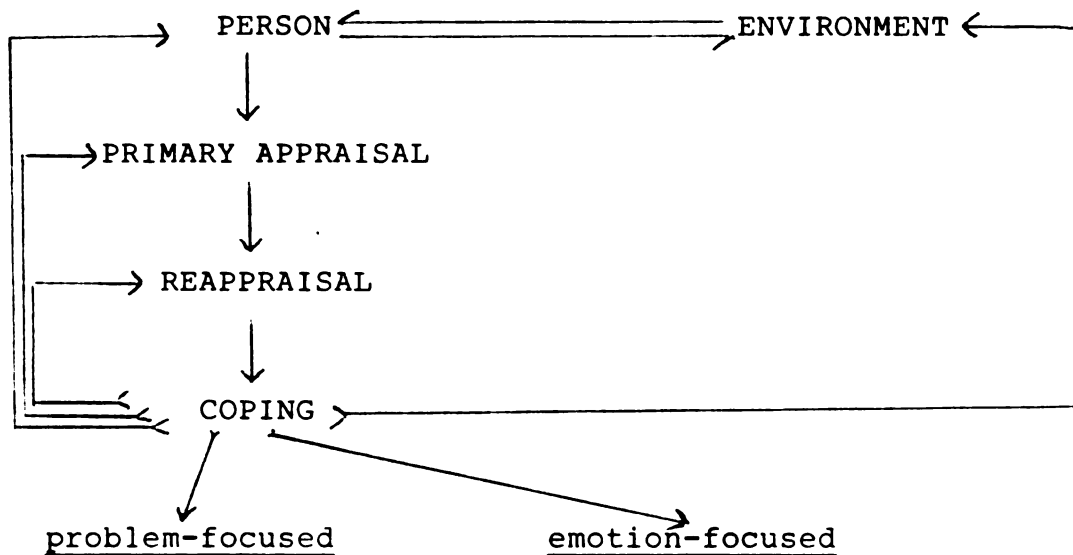 PERSON ENVIRONMENT
PRIMARY APPRAISAL
REAPPRAISAL
COPING
problem-focused emotion-focused